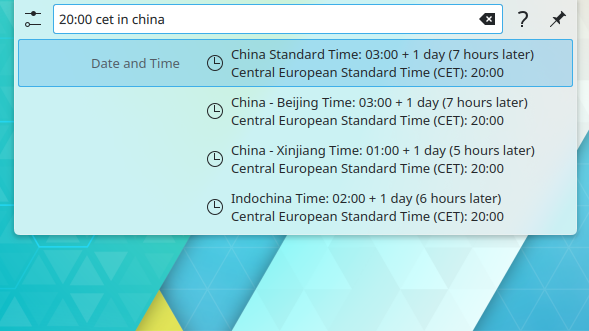 20:00 cet in china
?
Date and Time
China Standard Time: 03:00 + 1 day (7 hours later)
Central European Standard Time (CET): 20:00
China - Beijing Time: 03:00 + 1 day (7 hours later)
Central European Standard Time (CET): 20:00
China - Xinjiang Time: 01:00 + 1 day (5 hours later)
Central European Standard Time (CET): 20:00
Indochina Time: 02:00 + 1 day (6 hours later)
Central European Standard Time (CET): 20:00